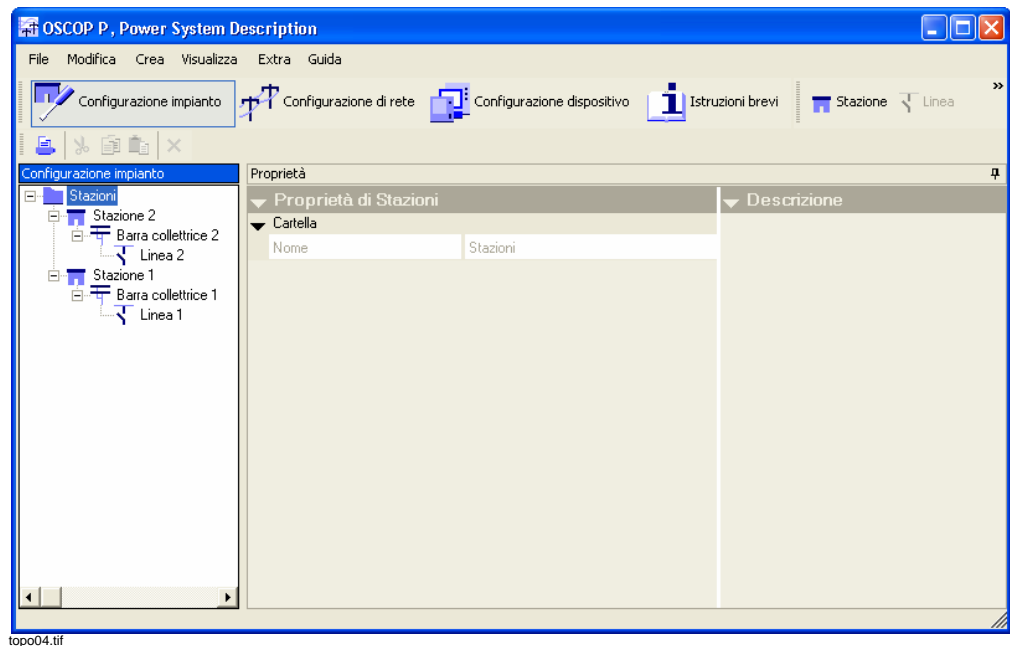 OSCOP P, Power System Description
File Modifica Crea Visualizza Extra Guida
Configurazione impianto Configurazione di rete Configurazione dispositivo Istruzioni brevi Stazione Linea »
Configurazione impianto
Stazioni
Stazione 2
Barra collettrice 2
Linea 2
Stazione 1
Barra collettrice 1
Linea 1
Proprietà
Proprietà di Stazioni Descrizione
Cartella
Nome Stazioni
topo04.tif